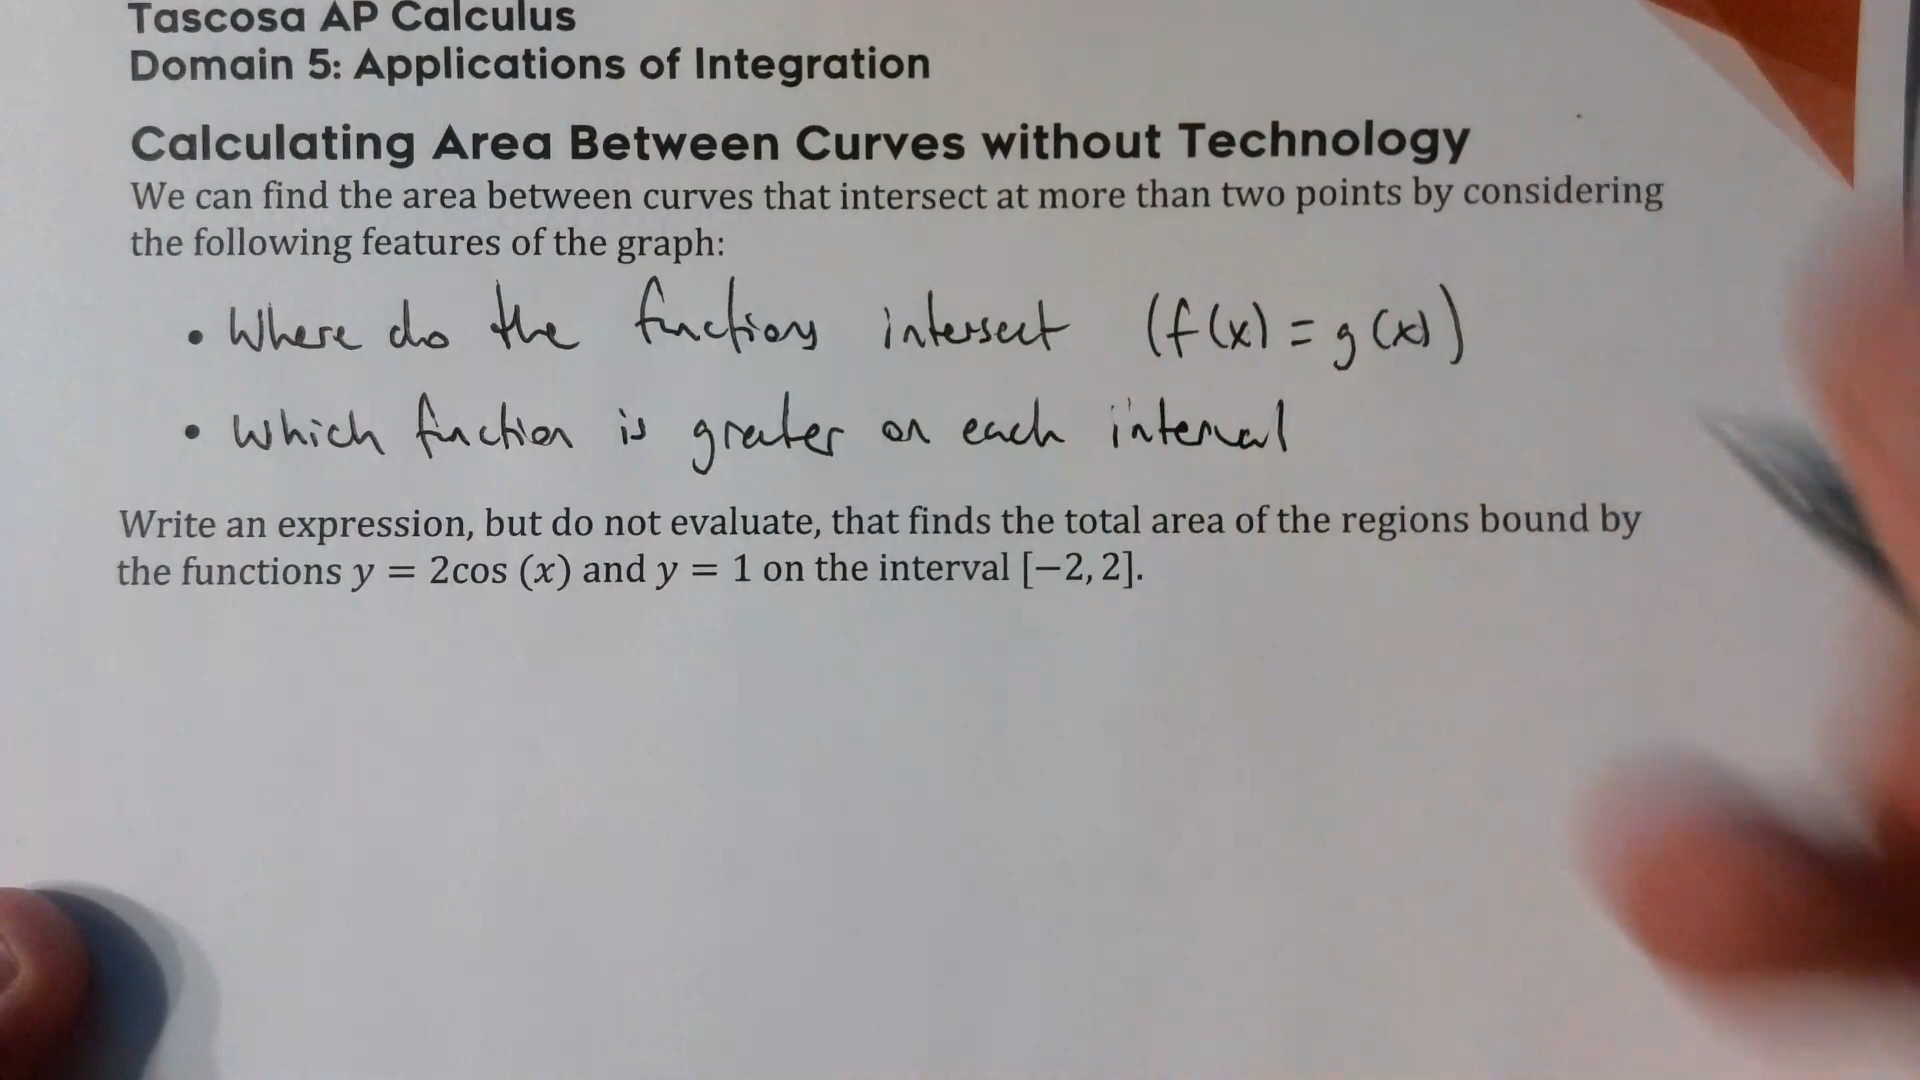 Tascosa AP Calculus
Domain 5: Applications of Integration
Calculating Area Between Curves without Technology
We can find the area between curves that intersect at more than two points by considering
the following features of the graph:
• Where do the functions intersect (f(x) = g(x))
• Which function is greater on each interval
Write an expression, but do not evaluate, that finds the total area of the regions bound by
the functions y = 2cos (x) and y = 1 on the interval [−2, 2].